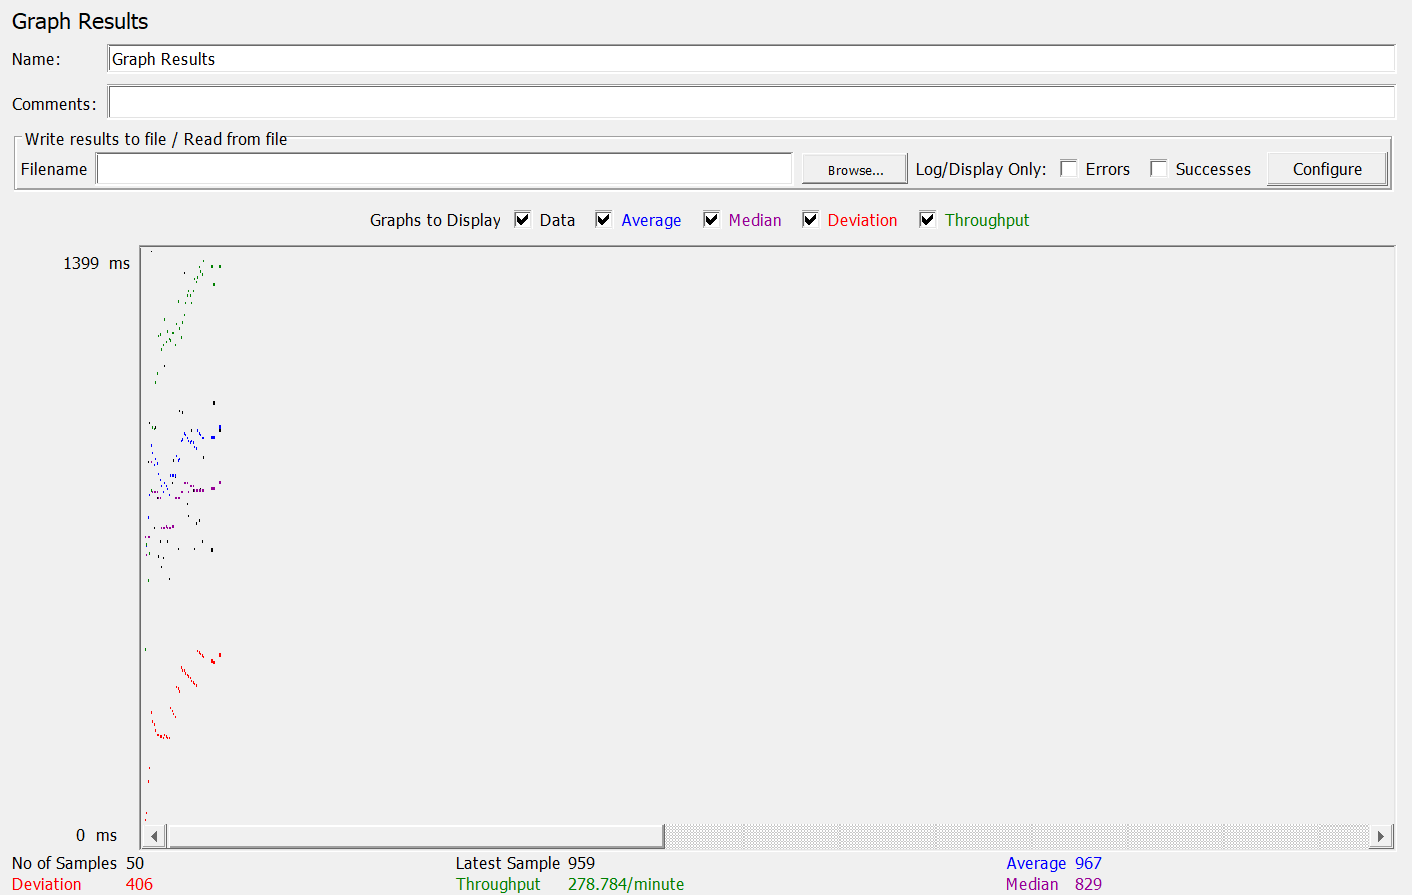 Graph Results
Name: Graph Results
Comments:
Write results to file / Read from file
Filename Browse... Log/Display Only: Errors Successes Configure
Graphs to Display Data Average Median Deviation Throughput
1399 ms
0 ms
No of Samples 50 Latest Sample 959 Average 967
Deviation 406 Throughput 278.784/minute Median 829